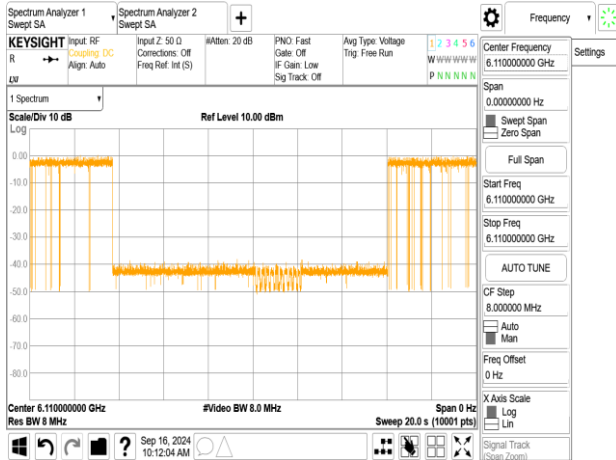 Spectrum Analyzer 1
Swept SA
Spectrum Analyzer 2
Swept SA
+
Frequency
Settings
KEYSIGHT
R
LXI
Input: RF
Coupling: DC
Align: Auto
Input Z: 50 Ω
Corrections: Off
Freq Ref: Int (S)
#Atten: 20 dB
PNO: Fast
Gate: Off
IF Gain: Low
Sig Track: Off
Avg Type: Voltage
Trig: Free Run
1 2 3 4 5 6
W W W W W W
P N N N N N
1 Spectrum
Scale/Div 10 dB
Ref Level 10.00 dBm
Log
0.00
-10.0
-20.0
-30.0
-40.0
-50.0
-60.0
-70.0
-80.0
Center 6.110000000 GHz
#Video BW 8.0 MHz
Span 0 Hz
Res BW 8 MHz
Sweep 20.0 s (10001 pts)
Center Frequency
6.110000000 GHz
Span
0.00000000 Hz
Swept Span
Zero Span
Full Span
Start Freq
6.110000000 GHz
Stop Freq
6.110000000 GHz
AUTO TUNE
CF Step
8.000000 MHz
Auto
Man
Freq Offset
0 Hz
X Axis Scale
Log
Lin
Signal Track
(Span Zoom)
?
Sep 16, 2024
10:12:04 AM